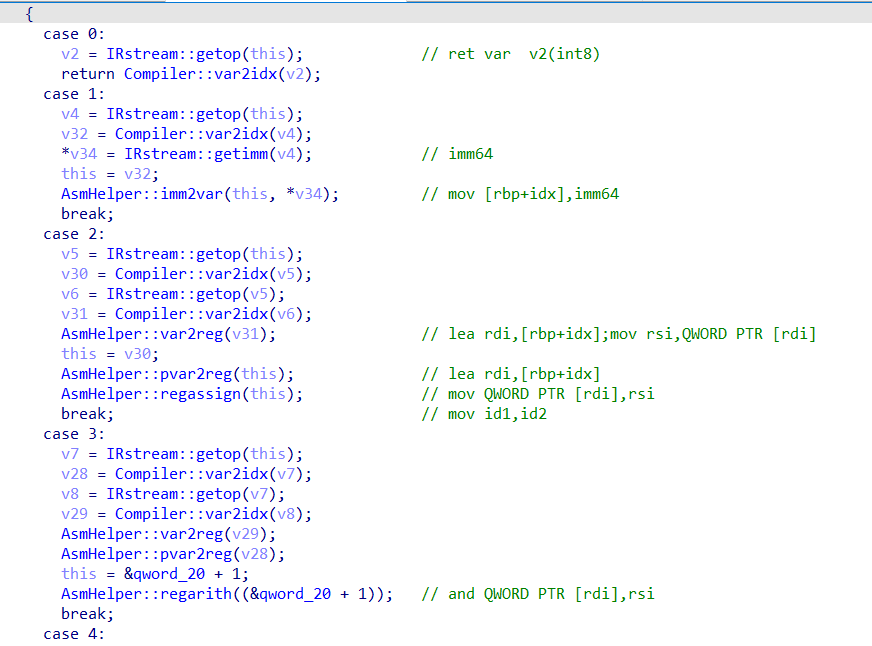 {
case 0:
v2 = IRstream::getop(this); // ret var  v2(int8)
return Compiler::var2idx(v2);
case 1:
v4 = IRstream::getop(this);
v32 = Compiler::var2idx(v4);
*v34 = IRstream::getimm(v4); // imm64
this = v32;
AsmHelper::imm2var(this, *v34); // mov [rbp+idx],imm64
break;
case 2:
v5 = IRstream::getop(this);
v30 = Compiler::var2idx(v5);
v6 = IRstream::getop(v5);
v31 = Compiler::var2idx(v6);
AsmHelper::var2reg(v31); // lea rdi,[rbp+idx];mov rsi,QWORD PTR [rdi]
this = v30;
AsmHelper::pvar2reg(this); // lea rdi,[rbp+idx]
AsmHelper::regassign(this); // mov QWORD PTR [rdi],rsi
break; // mov id1,id2
case 3:
v7 = IRstream::getop(this);
v28 = Compiler::var2idx(v7);
v8 = IRstream::getop(v7);
v29 = Compiler::var2idx(v8);
AsmHelper::var2reg(v29);
AsmHelper::pvar2reg(v28);
this = &qword_20 + 1;
AsmHelper::regarith((&qword_20 + 1)); // and QWORD PTR [rdi],rsi
break;
case 4: